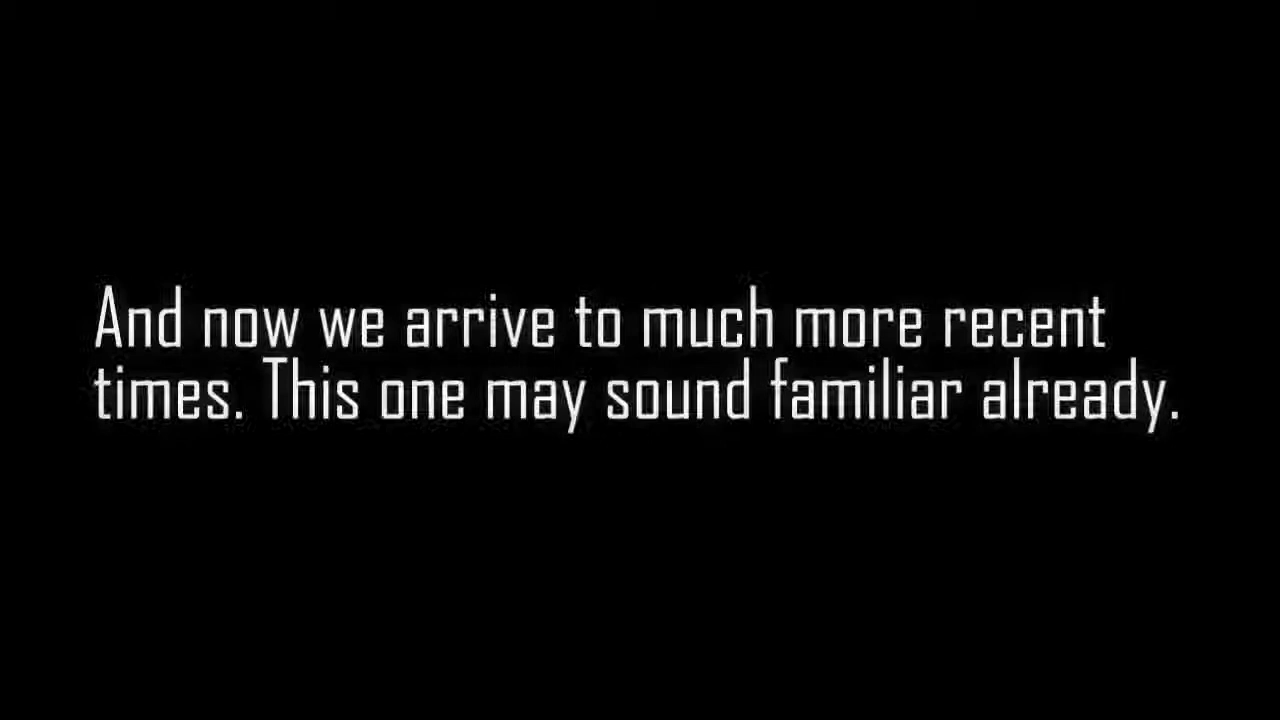 And now we arrive to much more recent
times. This one may sound familiar already.